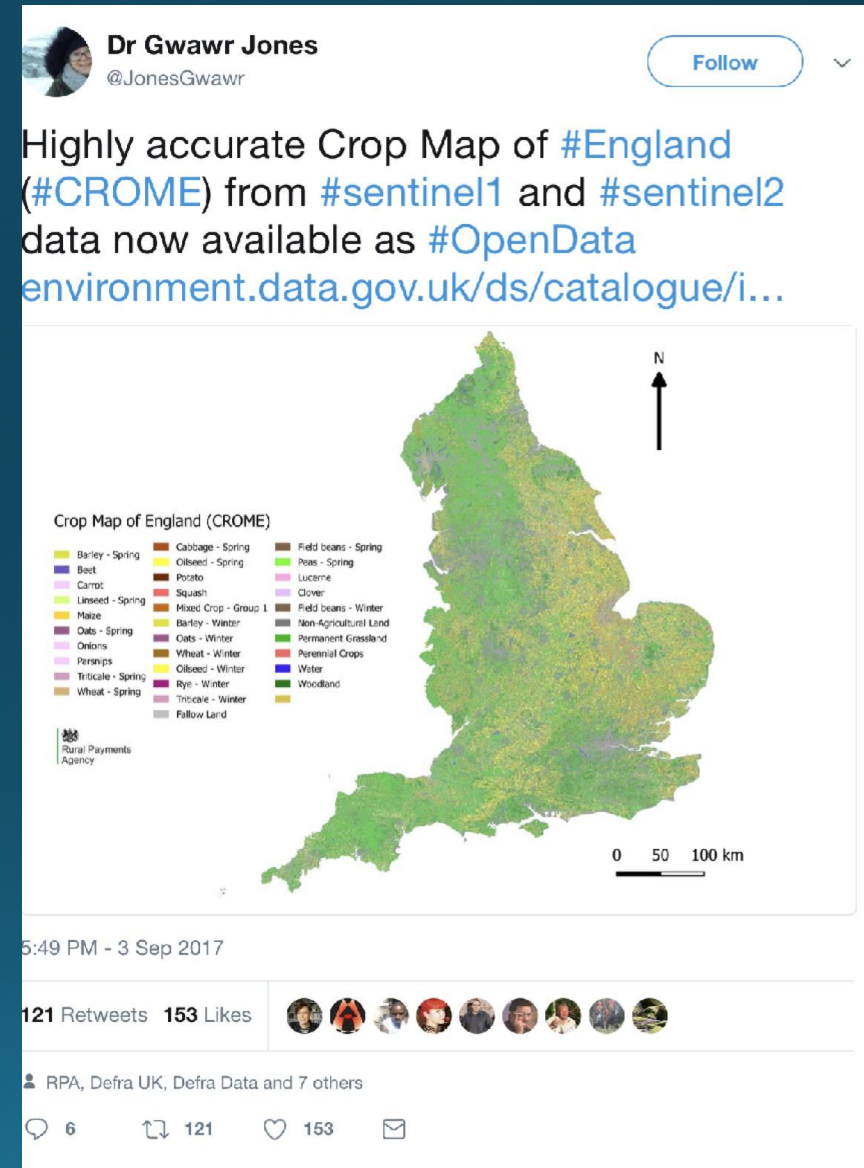 Dr Gwawr Jones
@JonesGwawr
Follow
Highly accurate Crop Map of #England
(#CROME) from #sentinel1 and #sentinel2
data now available as #OpenData
environment.data.gov.uk/ds/catalogue/i...
N
Crop Map of England (CROME)
Barley - Spring
Beet
Carrot
Linseed - Spring
Maize
Oats - Spring
Onions
Parsnips
Triticale - Spring
Wheat - Spring
Cabbage - Spring
Oilseed - Spring
Potato
Squash
Mixed Crop - Group 1
Barley - Winter
Oats - Winter
Wheat - Winter
Oilseed - Winter
Rye - Winter
Triticale - Winter
Fallow Land
Field beans - Spring
Peas - Spring
Lucerne
Clover
Field beans - Winter
Non-Agricultural Land
Permanent Grassland
Perennial Crops
Water
Woodland
Rural Payments
Agency
0 50 100 km
5:49 PM - 3 Sep 2017
121 Retweets 153 Likes
RPA, Defra UK, Defra Data and 7 others
6 121 153